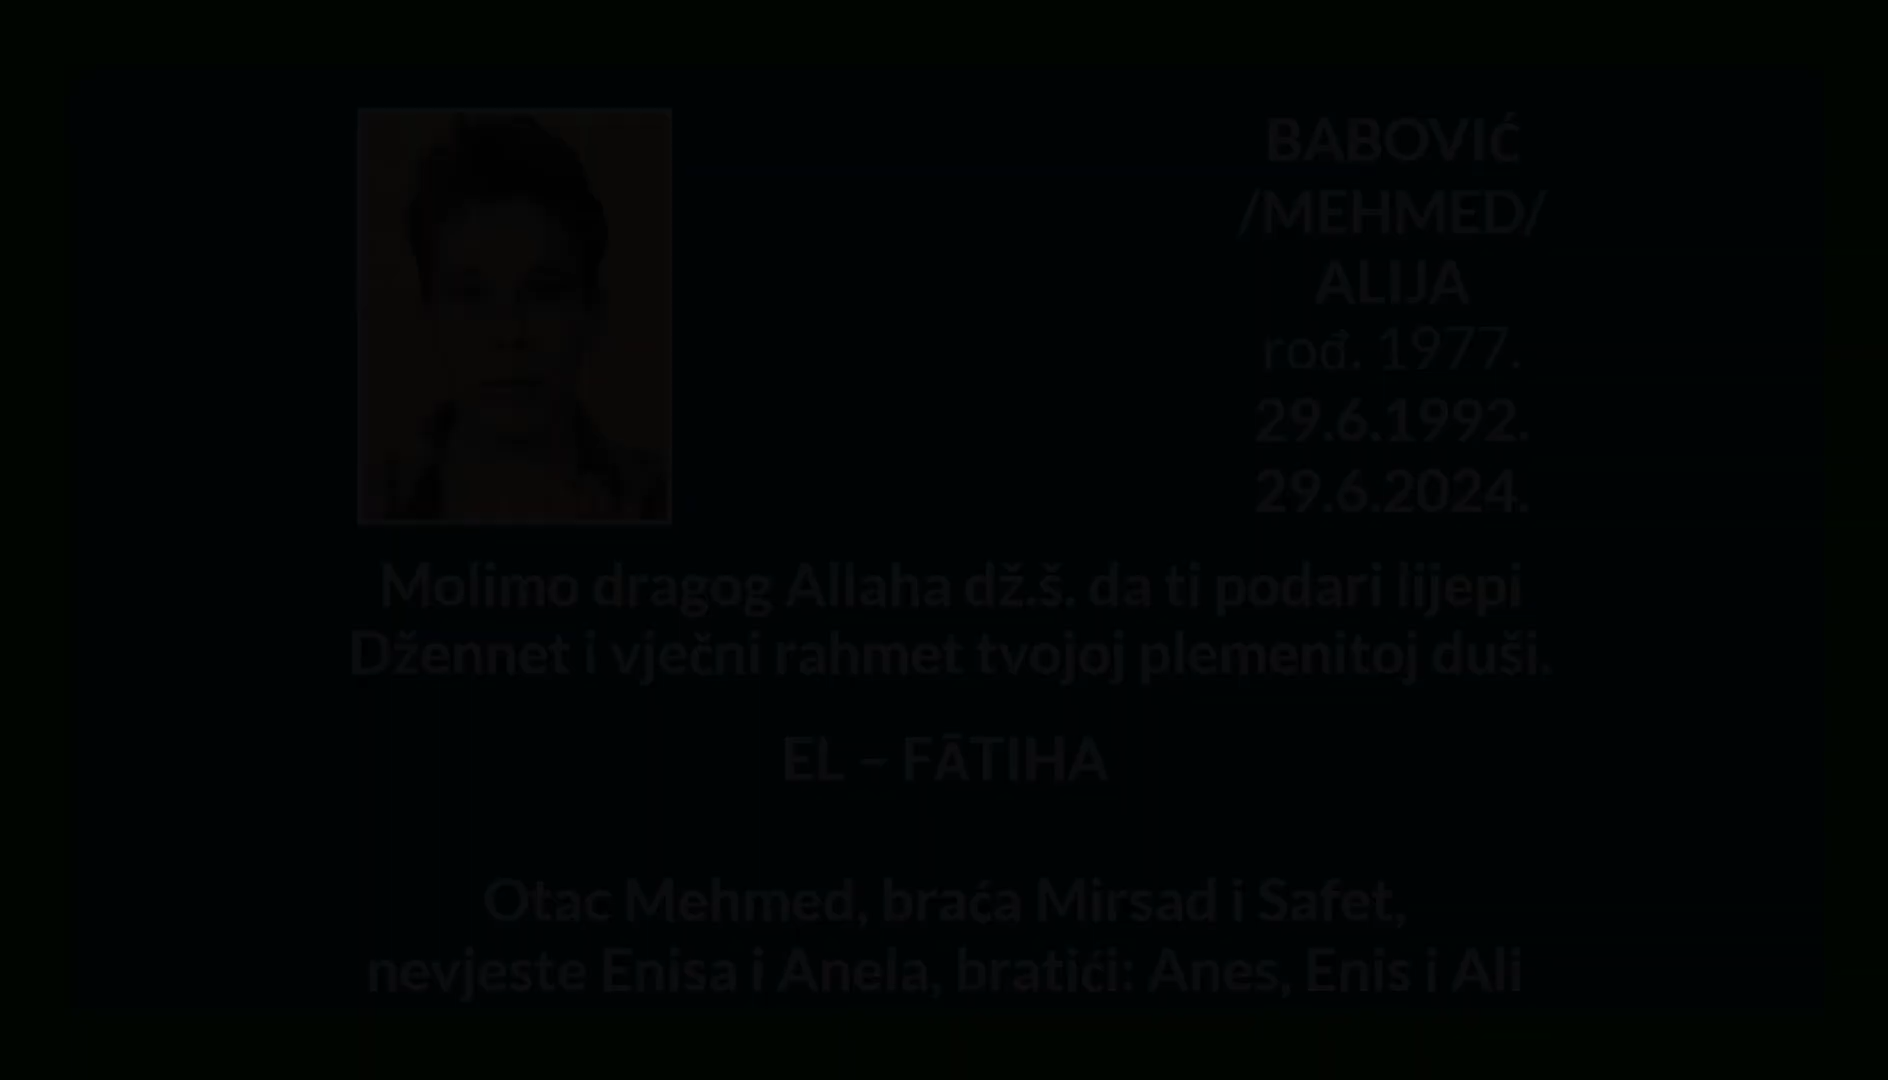 BABOVIĆ
/MEHMED/
ALIJA
rođ. 1977.
29.6.1992.
29.6.2024.
Molimo dragog Allaha dž.š. da ti podari lijepi
Džennet i vječni rahmet tvojoj plemenitoj duši.
EL – FĀTIHA
Otac Mehmed, braća Mirsad i Safet,
nevjeste Enisa i Anela, bratići: Anes, Enis i Ali